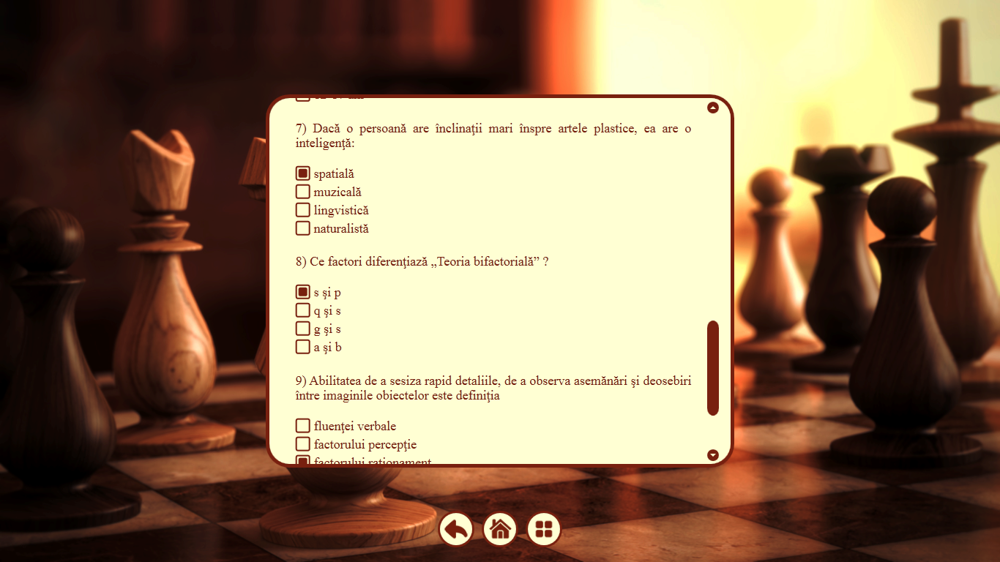 7) Dacă o persoană are înclinaţii mari înspre artele plastice, ea are o
inteligenţă:
spatială
muzicală
lingvistică
naturalistă
8) Ce factori diferenţiază „Teoria bifactorială” ?
s şi p
q şi s
g şi s
a şi b
9) Abilitatea de a sesiza rapid detaliile, de a observa asemănări şi deosebiri
între imaginile obiectelor este definiţia
fluenţei verbale
factorului percepţie
factorului raţionament